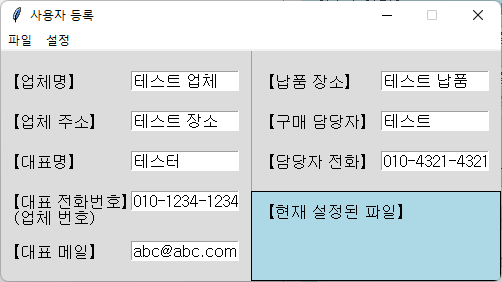 사용자 등록
파일 설정
【업체명】 테스트 업체
【업체 주소】 테스트 장소
【대표명】 테스터
【대표 전화번호】 010-1234-1234
(업체 번호)
【대표 메일】 abc@abc.com
【납품 장소】 테스트 납품
【구매 담당자】 테스트
【담당자 전화】 010-4321-4321
【현재 설정된 파일】